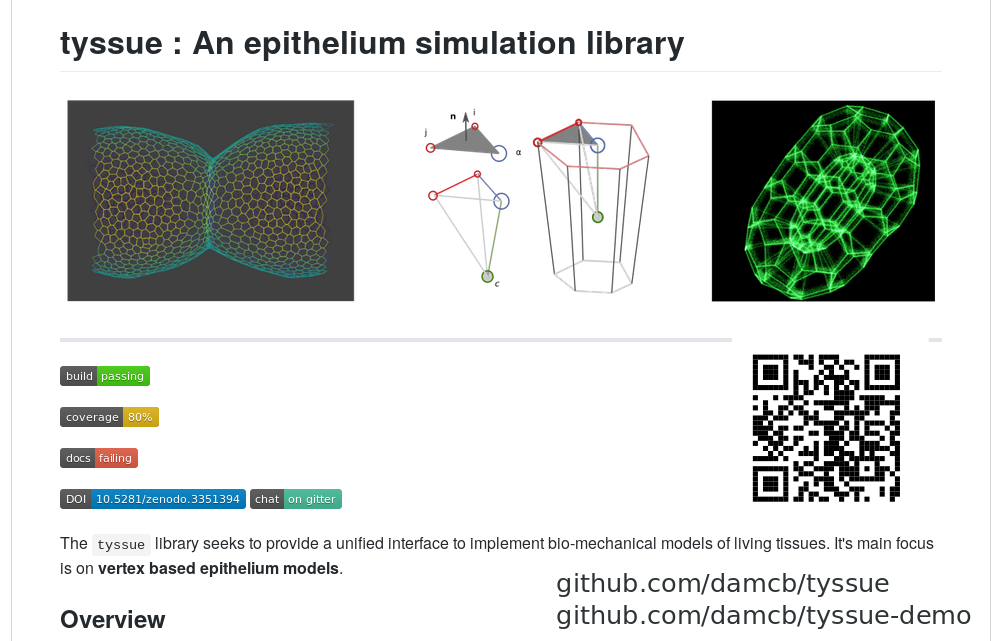 tyssue : An epithelium simulation library
n
i
j
α
c
build passing
coverage 80%
docs failing
DOI 10.5281/zenodo.3351394 chat on gitter
The tyssue library seeks to provide a unified interface to implement bio-mechanical models of living tissues. It's main focus
is on vertex based epithelium models.
github.com/damcb/tyssue
github.com/damcb/tyssue-demo
Overview